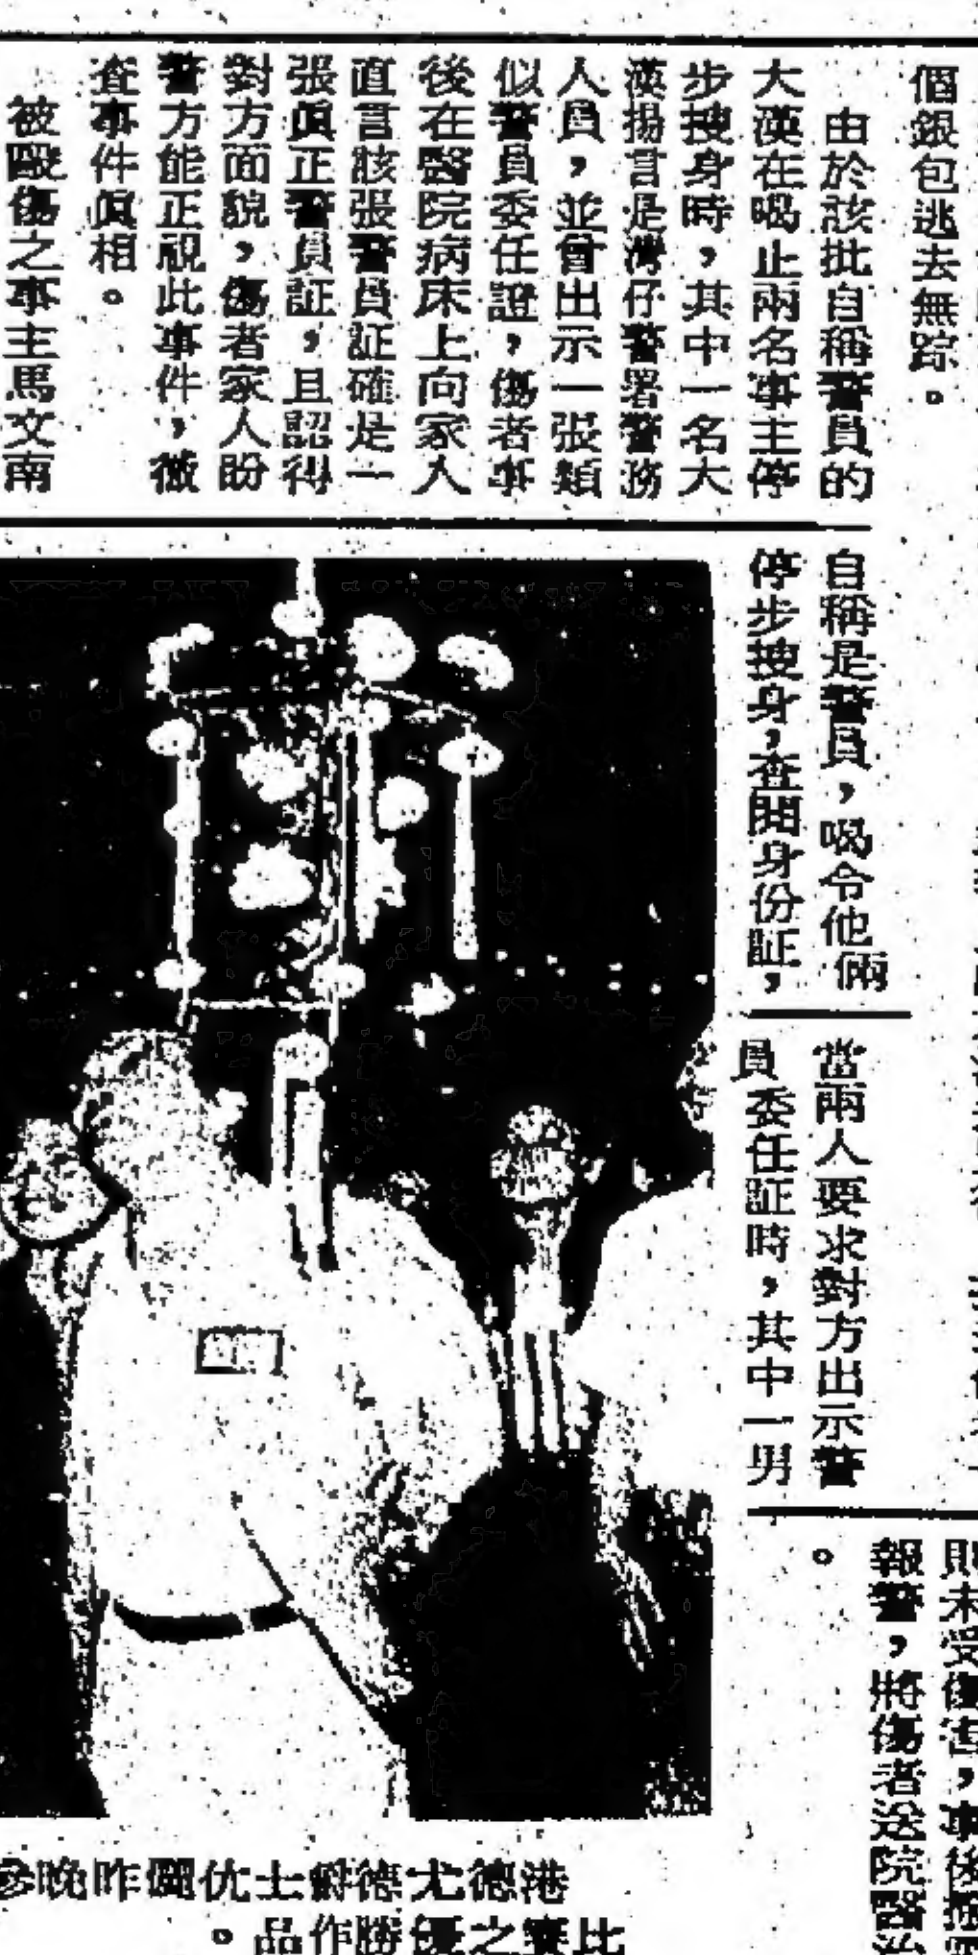 個銀包逃去無踪。
由於該批自稱警員的
大漢在喝止兩名事主停
步搜身時，其中一名大
漢揚言是灣仔警署警務
人員，並曾出示一張類
似警員委任證，傷者事
後在醫院病床上向家人
直言該張警員証確是一
張眞正警員証，且認得
對方面貌，傷者家人盼
警方能正視此事件，徹
查事件眞相。
被毆傷之事主馬文南
自稱是警員，喝令他倆
停步搜身，查閱身份証，
當兩人要求對方出示警
員委任証時，其中一男
則未受傷害，事後
報警，將傷者送院醫治
。
港德尤德爵士伉儷昨晚參
比賽之優勝作品。